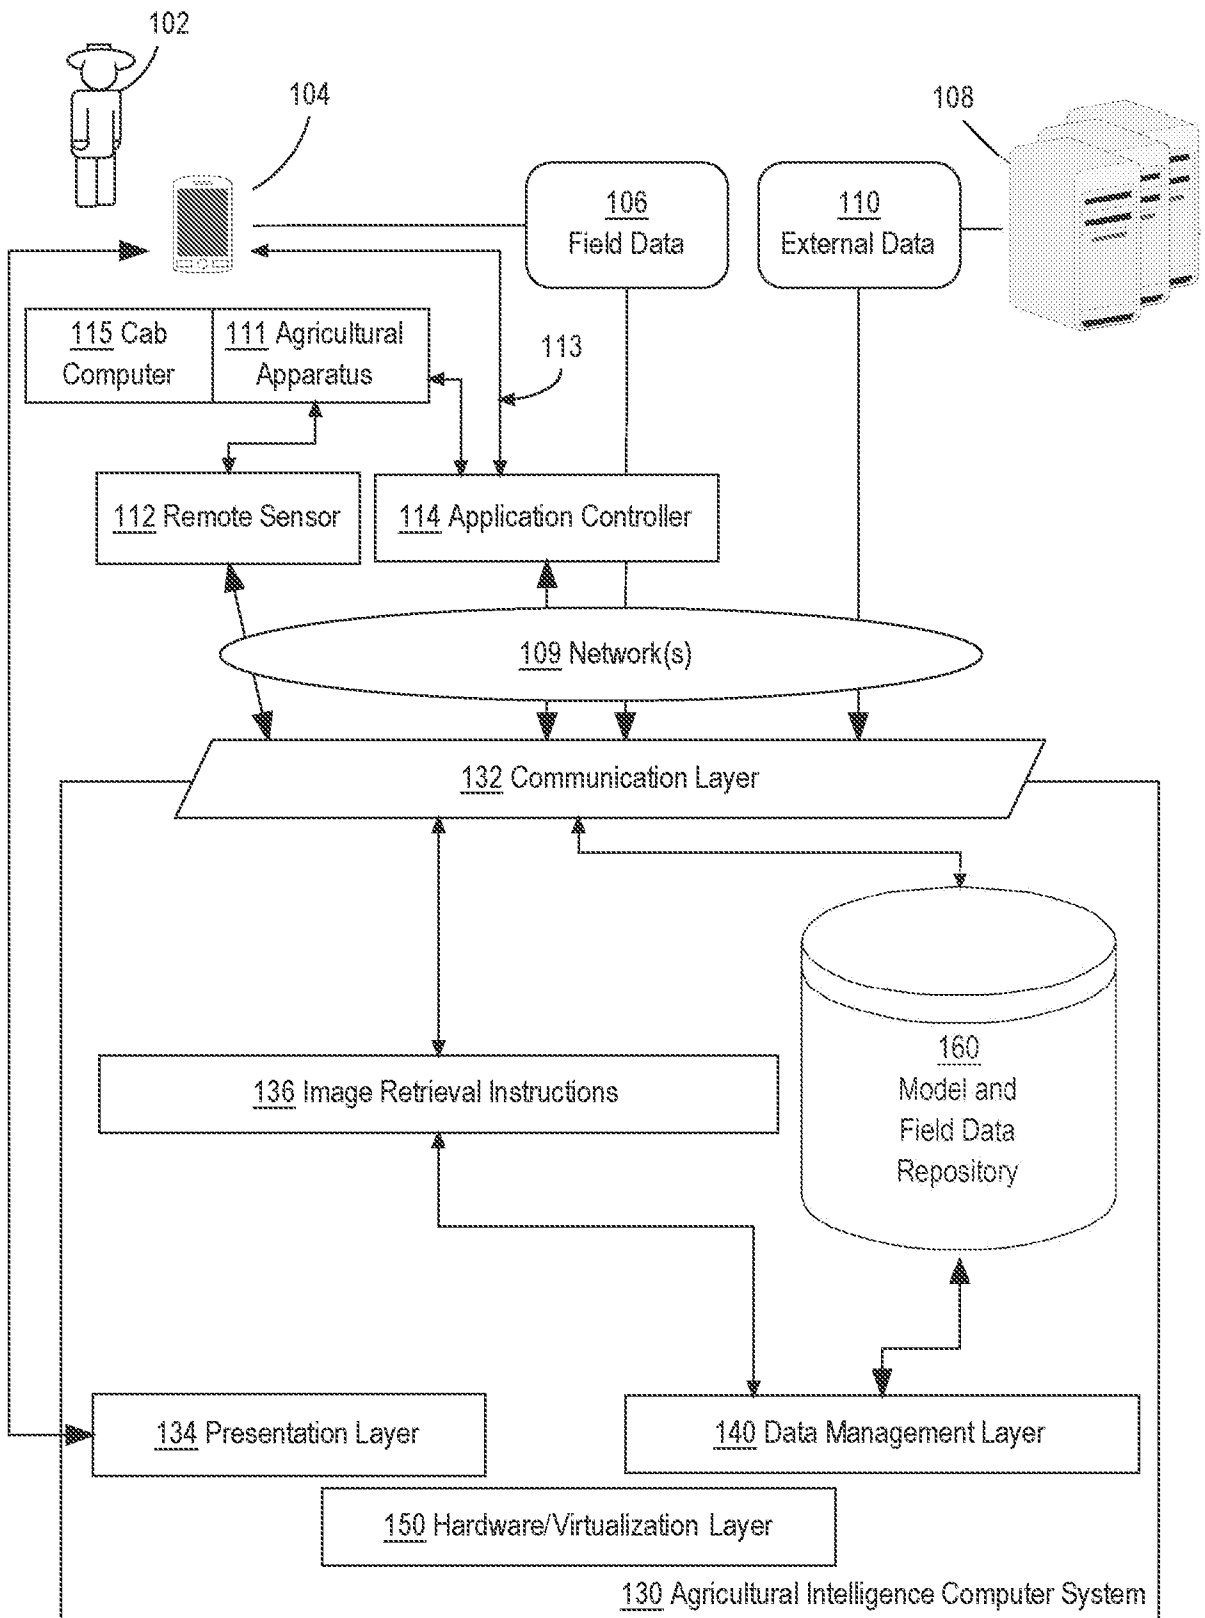 102
104
108
106
Field Data
110
External Data
115 Cab
Computer
111 Agricultural
Apparatus
113
112 Remote Sensor
114 Application Controller
109 Network(s)
132 Communication Layer
160
Model and
Field Data
Repository
136 Image Retrieval Instructions
134 Presentation Layer
140 Data Management Layer
150 Hardware/Virtualization Layer
130 Agricultural Intelligence Computer System